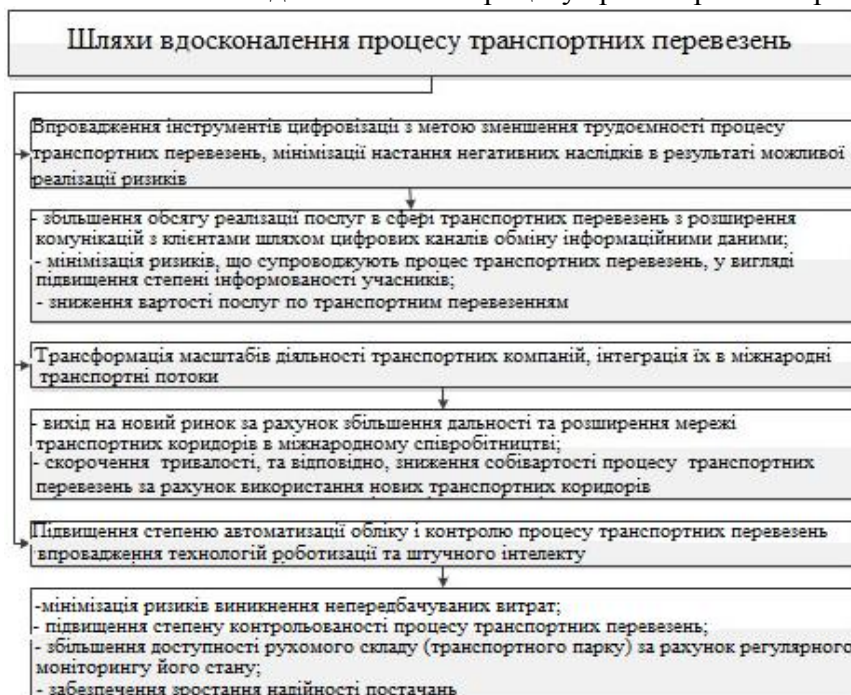 Шляхи вдосконалення процесу транспортних перевезень
Впровадження інструментів цифровізації з метою зменшення трудоємності процесу
транспортних перевезень, мінімізації настання негативних наслідків в результаті можливої
реалізації ризиків
- збільшення обсягу реалізації послуг в сфері транспортних перевезень з розширення
комунікацій з клієнтами шляхом цифрових каналів обміну інформаційними даними;
- мінімізація ризиків, що супроводжують процес транспортних перевезень, у вигляді
підвищення степені інформованості учасників;
- зниження вартості послуг по транспортним перевезенням
Трансформація масштабів діяльності транспортних компаній, інтеграція їх в міжнародні
транспортні потоки
- вихід на новий ринок за рахунок збільшення дальності та розширення мережі
транспортних коридорів в міжнародному співробітництві;
- скорочення тривалості, та відповідно, зниження собівартості процесу транспортних
перевезень за рахунок використання нових транспортних коридорів
Підвищення степеню автоматизації обліку і контролю процесу транспортних перевезень
впровадження технологій роботизації та штучного інтелекту
-мінімізація ризиків виникнення непередбачуваних витрат;
- підвищення степену контрольованості процесу транспортних перевезень;
- збільшення доступності рухомого складу (транспортного парку) за рахунок регулярного
моніторингу його стану;
- забезпечення зростання надійності постачань